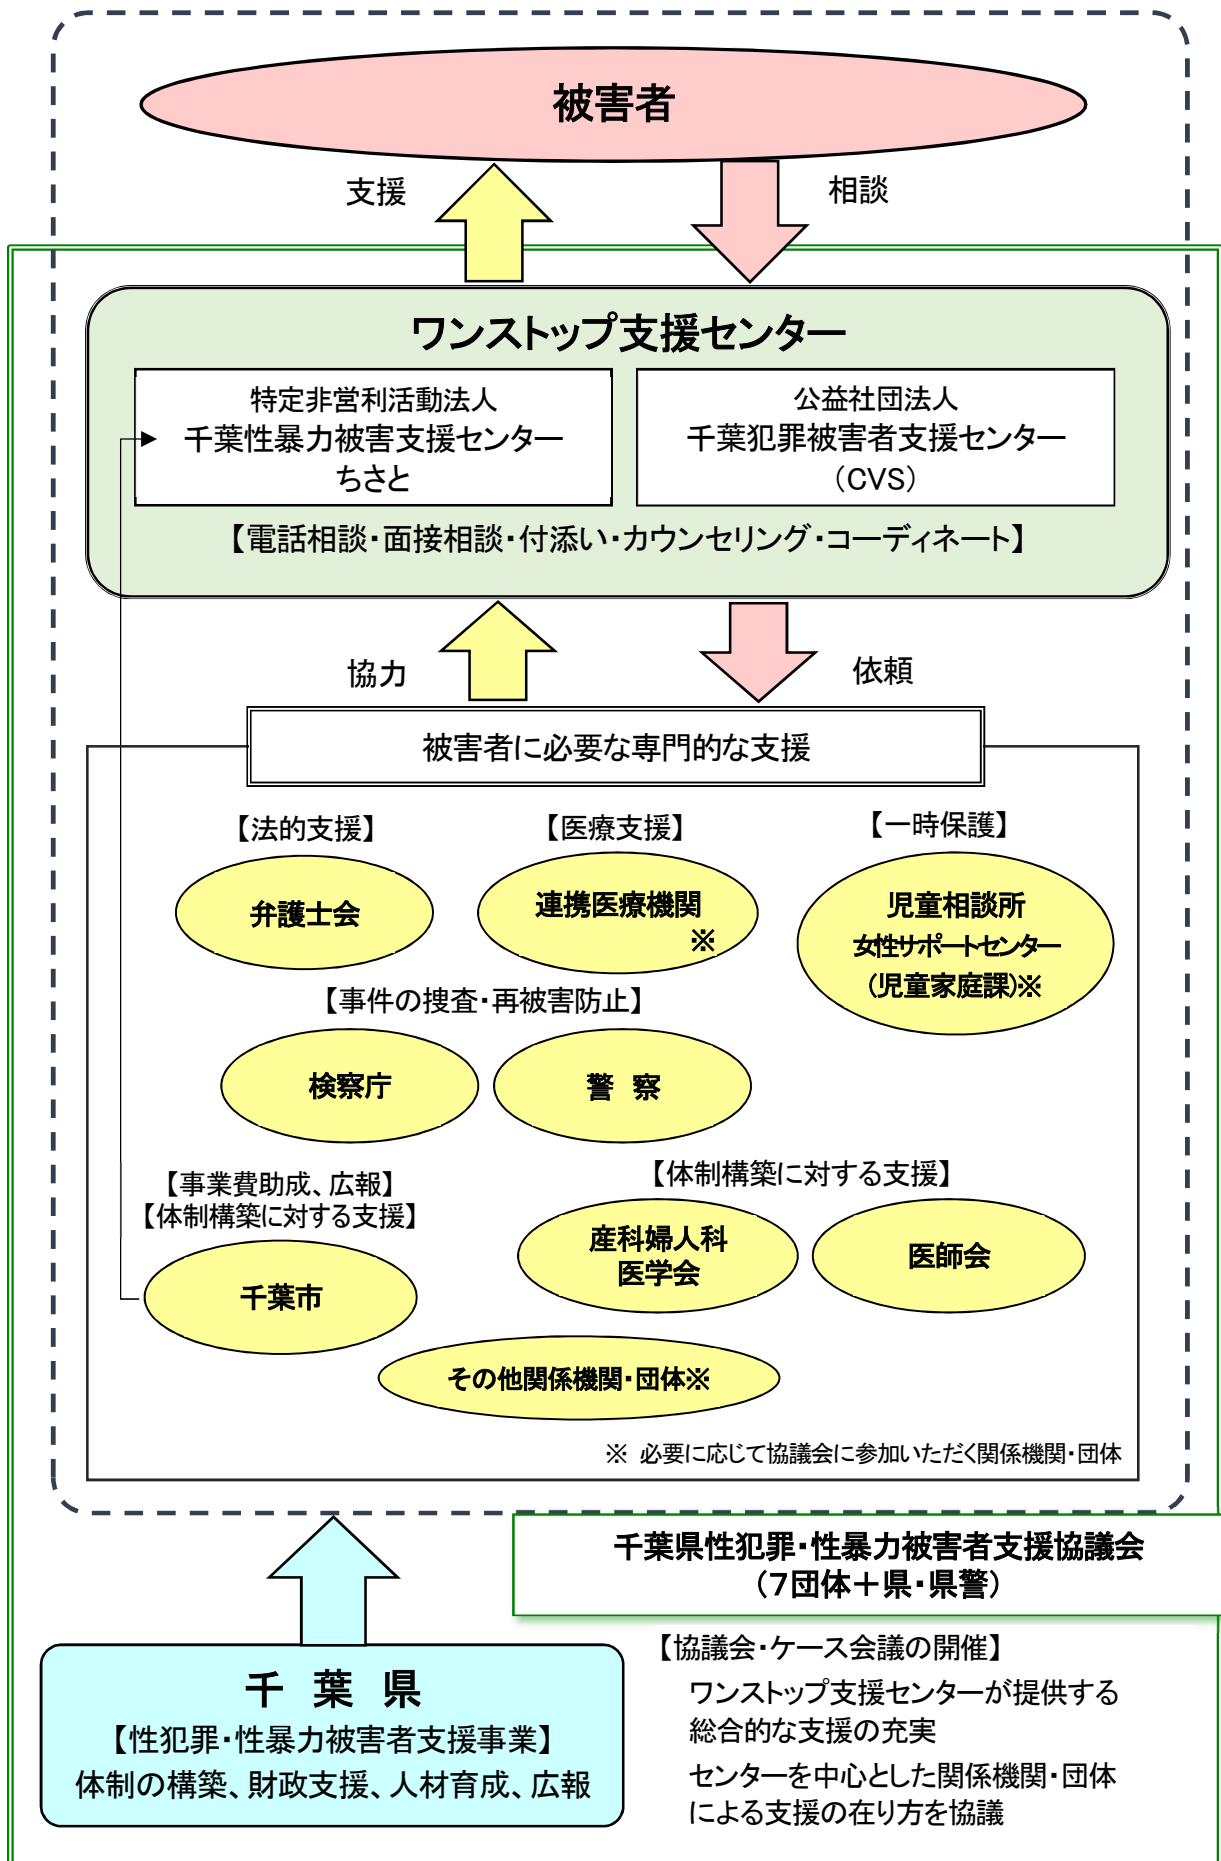 被害者
支援
相談
ワンストップ支援センター
特定非営利活動法人
千葉性暴力被害支援センター
ちさと
公益社団法人
千葉犯罪被害者支援センター
（CVS）
【電話相談・面接相談・付添い・カウンセリング・コーディネート】
協力
依頼
被害者に必要な専門的な支援
【法的支援】
【医療支援】
【一時保護】
弁護士会
連携医療機関
※
児童相談所
女性サポートセンター
(児童家庭課)※
【事件の捜査・再被害防止】
検察庁
警　察
【事業費助成、広報】
【体制構築に対する支援】
【体制構築に対する支援】
千葉市
産科婦人科
医学会
医師会
その他関係機関・団体※
※ 必要に応じて協議会に参加いただく関係機関・団体
千葉県性犯罪・性暴力被害者支援協議会
（７団体＋県・県警）
千　葉　県
【性犯罪・性暴力被害者支援事業】
体制の構築、財政支援、人材育成、広報
【協議会・ケース会議の開催】
ワンストップ支援センターが提供する
総合的な支援の充実
センターを中心とした関係機関・団体
による支援の在り方を協議